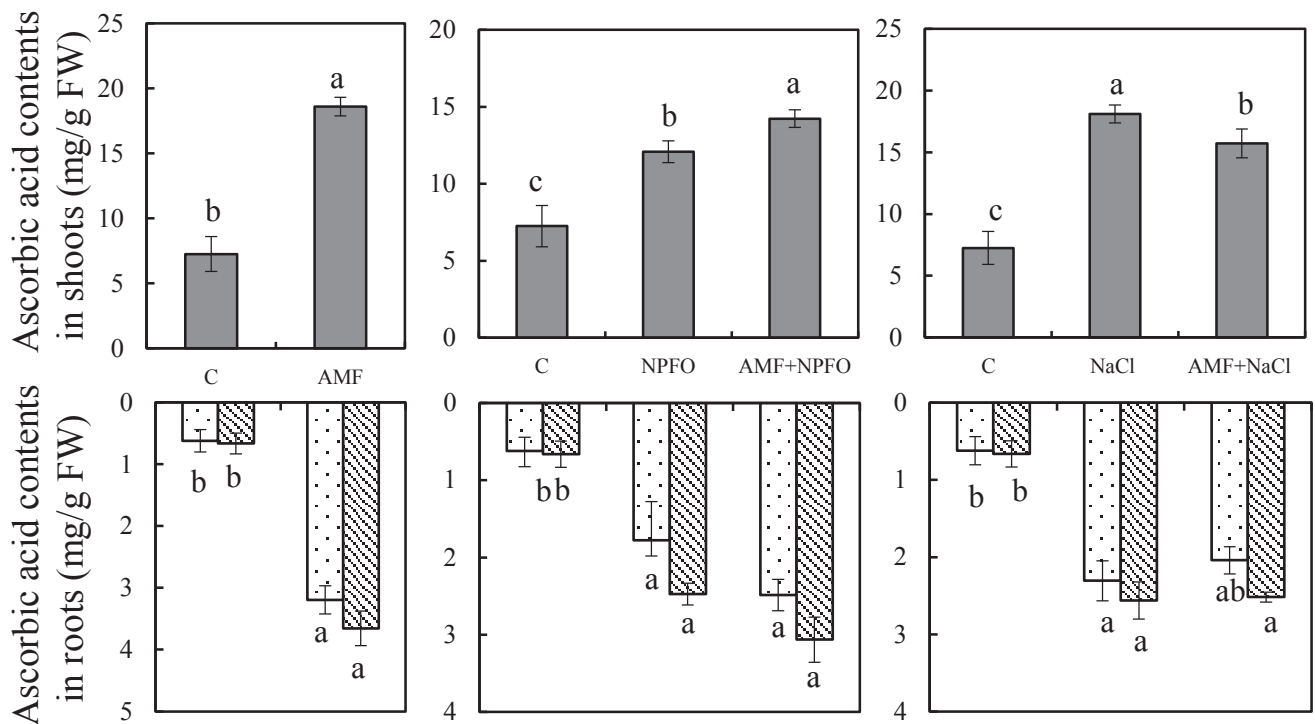 Ascorbic acid contents
in shoots (mg/g FW)
25
20
15
10
5
0
b
a
C
AMF
20
15
10
5
0
c
b
a
C
NPFO
AMF+NPFO
25
20
15
10
5
0
c
a
b
C
NaCl
AMF+NaCl
Ascorbic acid contents
in roots (mg/g FW)
0
1
2
3
4
5
b b
a
a
0
1
2
3
4
b b
a
a
a
a
0
1
2
3
4
b b
a
a
ab
a